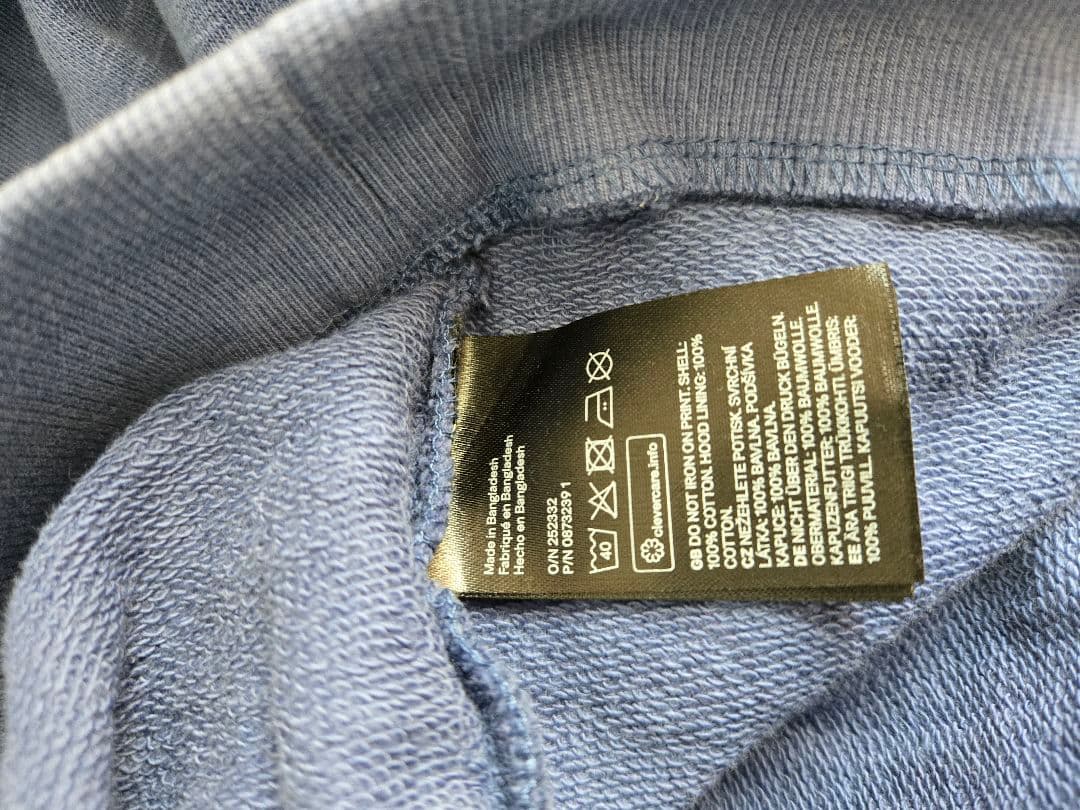 Made in Bangladesh
Fabriqué en Bangladesh
Hecho en Bangladesh
O/N 252332
P/N 08732391
40
clevercare.info
GB DO NOT IRON ON PRINT. SHELL:
100% COTTON. HOOD LINING: 100%
COTTON.
CZ NEŽEHLETE POTISK. SVRCHNÍ
LÁTKA: 100% BAVLNA. PODŠÍVKA
KAPUCE: 100% BAVLNA.
DE NICHT ÜBER DEN DRUCK BÜGELN.
OBERMATERIAL: 100% BAUMWOLLE.
KAPUZENFUTTER: 100% BAUMWOLLE.
EE ÄRA TRIIGI TRÜKIKOHTI. ÜMBRIS:
100% PUUVILL. KAPUUTSI VOODER: